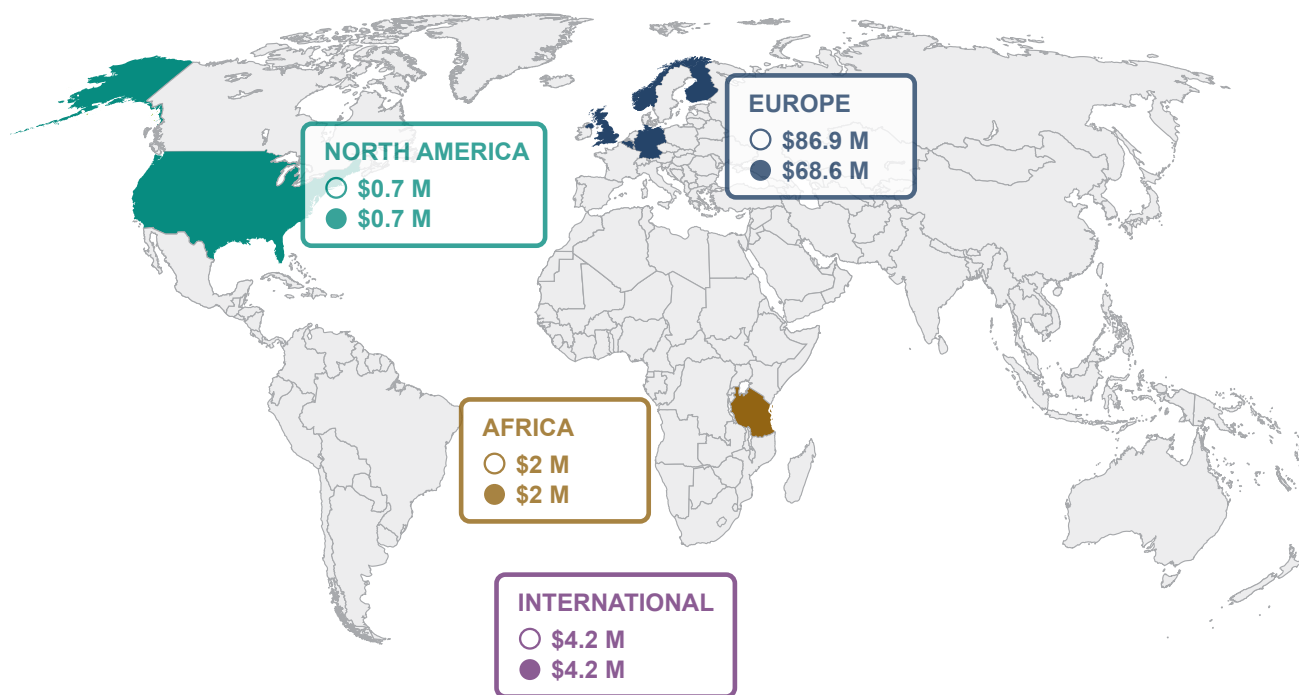 NORTH AMERICA
$0.7 M
$0.7 M
EUROPE
$86.9 M
$68.6 M
AFRICA
$2 M
$2 M
INTERNATIONAL
$4.2 M
$4.2 M